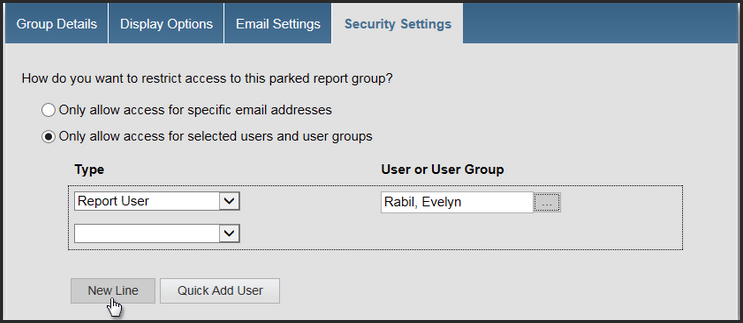 Group Details Display Options Email Settings Security Settings
How do you want to restrict access to this parked report group?
Only allow access for specific email addresses
Only allow access for selected users and user groups
Type User or User Group
Report User Rabil, Evelyn ...
New Line Quick Add User